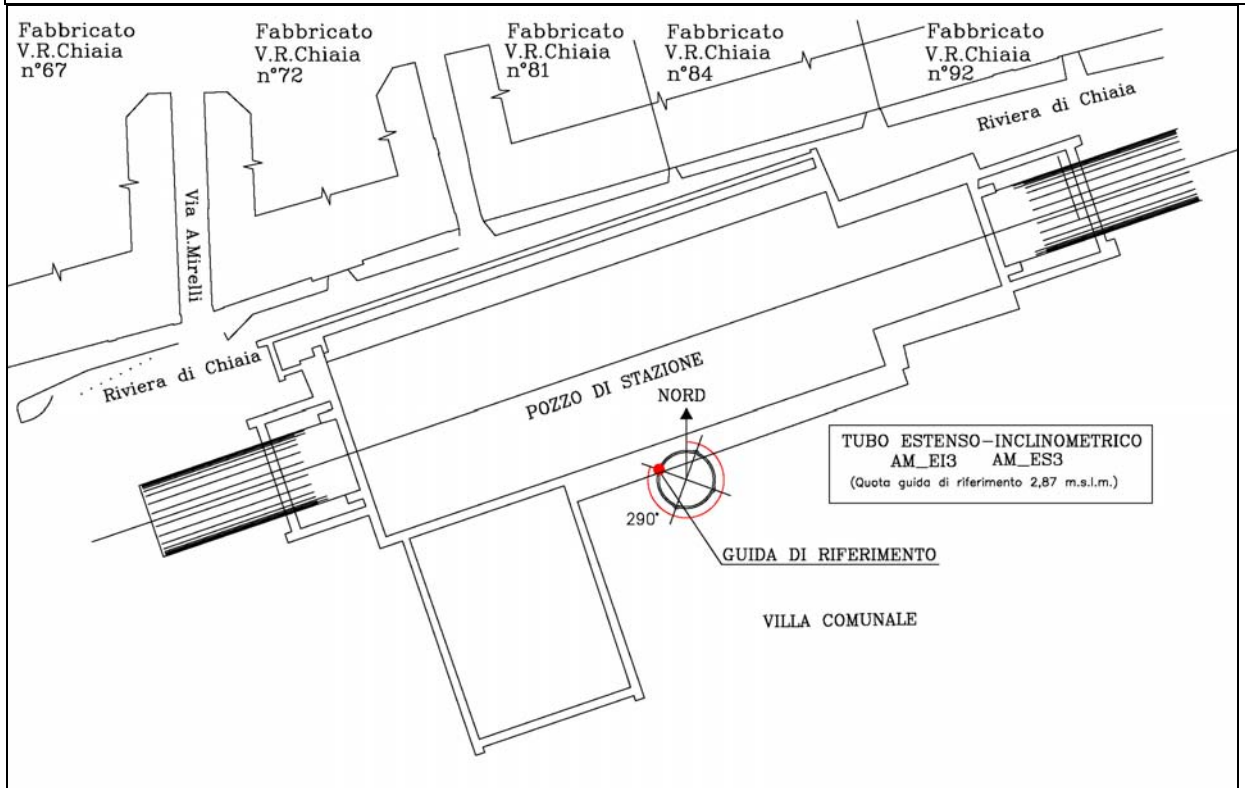 Fabbricato
V.R.Chiaia
n°67
Fabbricato
V.R.Chiaia
n°72
Fabbricato
V.R.Chiaia
n°81
Fabbricato
V.R.Chiaia
n°84
Fabbricato
V.R.Chiaia
n°92
Riviera di Chiaia
Via A.Mirelli
Riviera di Chiaia
POZZO DI STAZIONE
NORD
TUBO ESTENSO-INCLINOMETRICO
AM_EI3 AM_ES3
(Quota guida di riferimento 2,87 m.s.l.m.)
290°
GUIDA DI RIFERIMENTO
VILLA COMUNALE